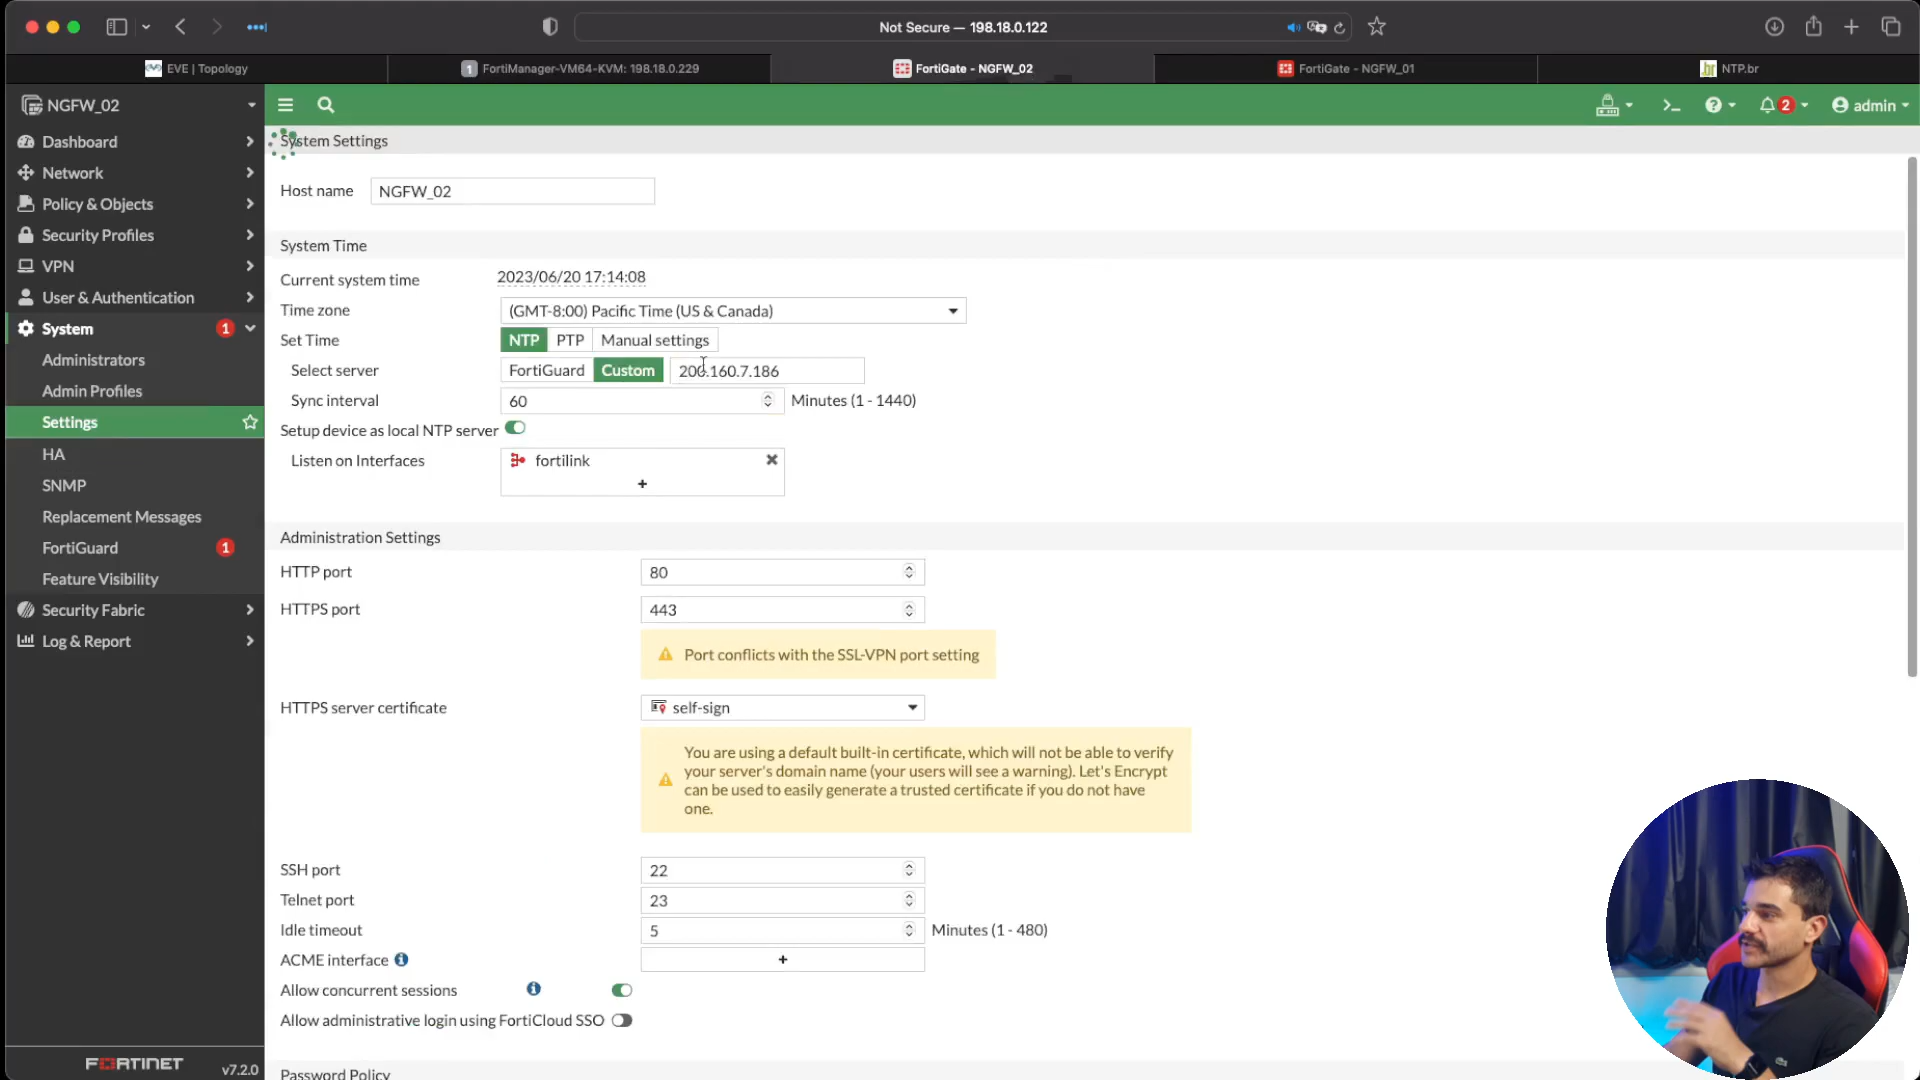 Not Secure — 198.18.0.122
EVE | Topology
1 FortiManager-VM64-KVM: 198.18.0.229
FortiGate - NGFW_02
FortiGate - NGFW_01
NTP.br
NGFW_02
2
admin
Dashboard
Network
Policy & Objects
Security Profiles
VPN
User & Authentication
System 1
Administrators
Admin Profiles
Settings
HA
SNMP
Replacement Messages
FortiGuard 1
Feature Visibility
Security Fabric
Log & Report
FORTINET v7.2.0
System Settings
Host name NGFW_02
System Time
Current system time 2023/06/20 17:14:08
Time zone (GMT-8:00) Pacific Time (US & Canada)
Set Time NTP PTP Manual settings
Select server FortiGuard Custom 200.160.7.186
Sync interval 60 Minutes (1 - 1440)
Setup device as local NTP server
Listen on Interfaces fortilink
+
Administration Settings
HTTP port 80
HTTPS port 443
Port conflicts with the SSL-VPN port setting
HTTPS server certificate self-sign
You are using a default built-in certificate, which will not be able to verify
your server's domain name (your users will see a warning). Let's Encrypt
can be used to easily generate a trusted certificate if you do not have
one.
SSH port 22
Telnet port 23
Idle timeout 5 Minutes (1 - 480)
ACME interface +
Allow concurrent sessions
Allow administrative login using FortiCloud SSO
Password Policy